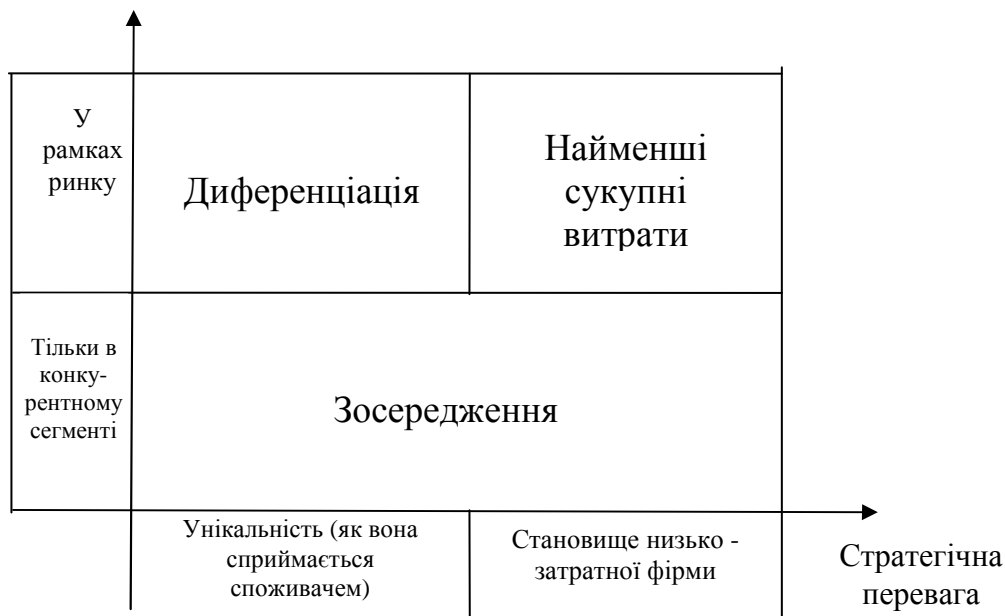 У
рамках
ринку
Диференціація
Найменші
сукупні
витрати
Тільки в
конку-
рентному
сегменті
Зосередження
Унікальність (як вона
сприймається
споживачем)
Становище низько -
затратної фірми
Стратегічна
перевага